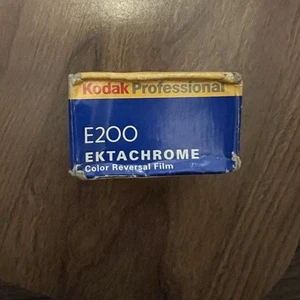 Kodak Professional
E200
EKTACHROME
Color Reversal Film